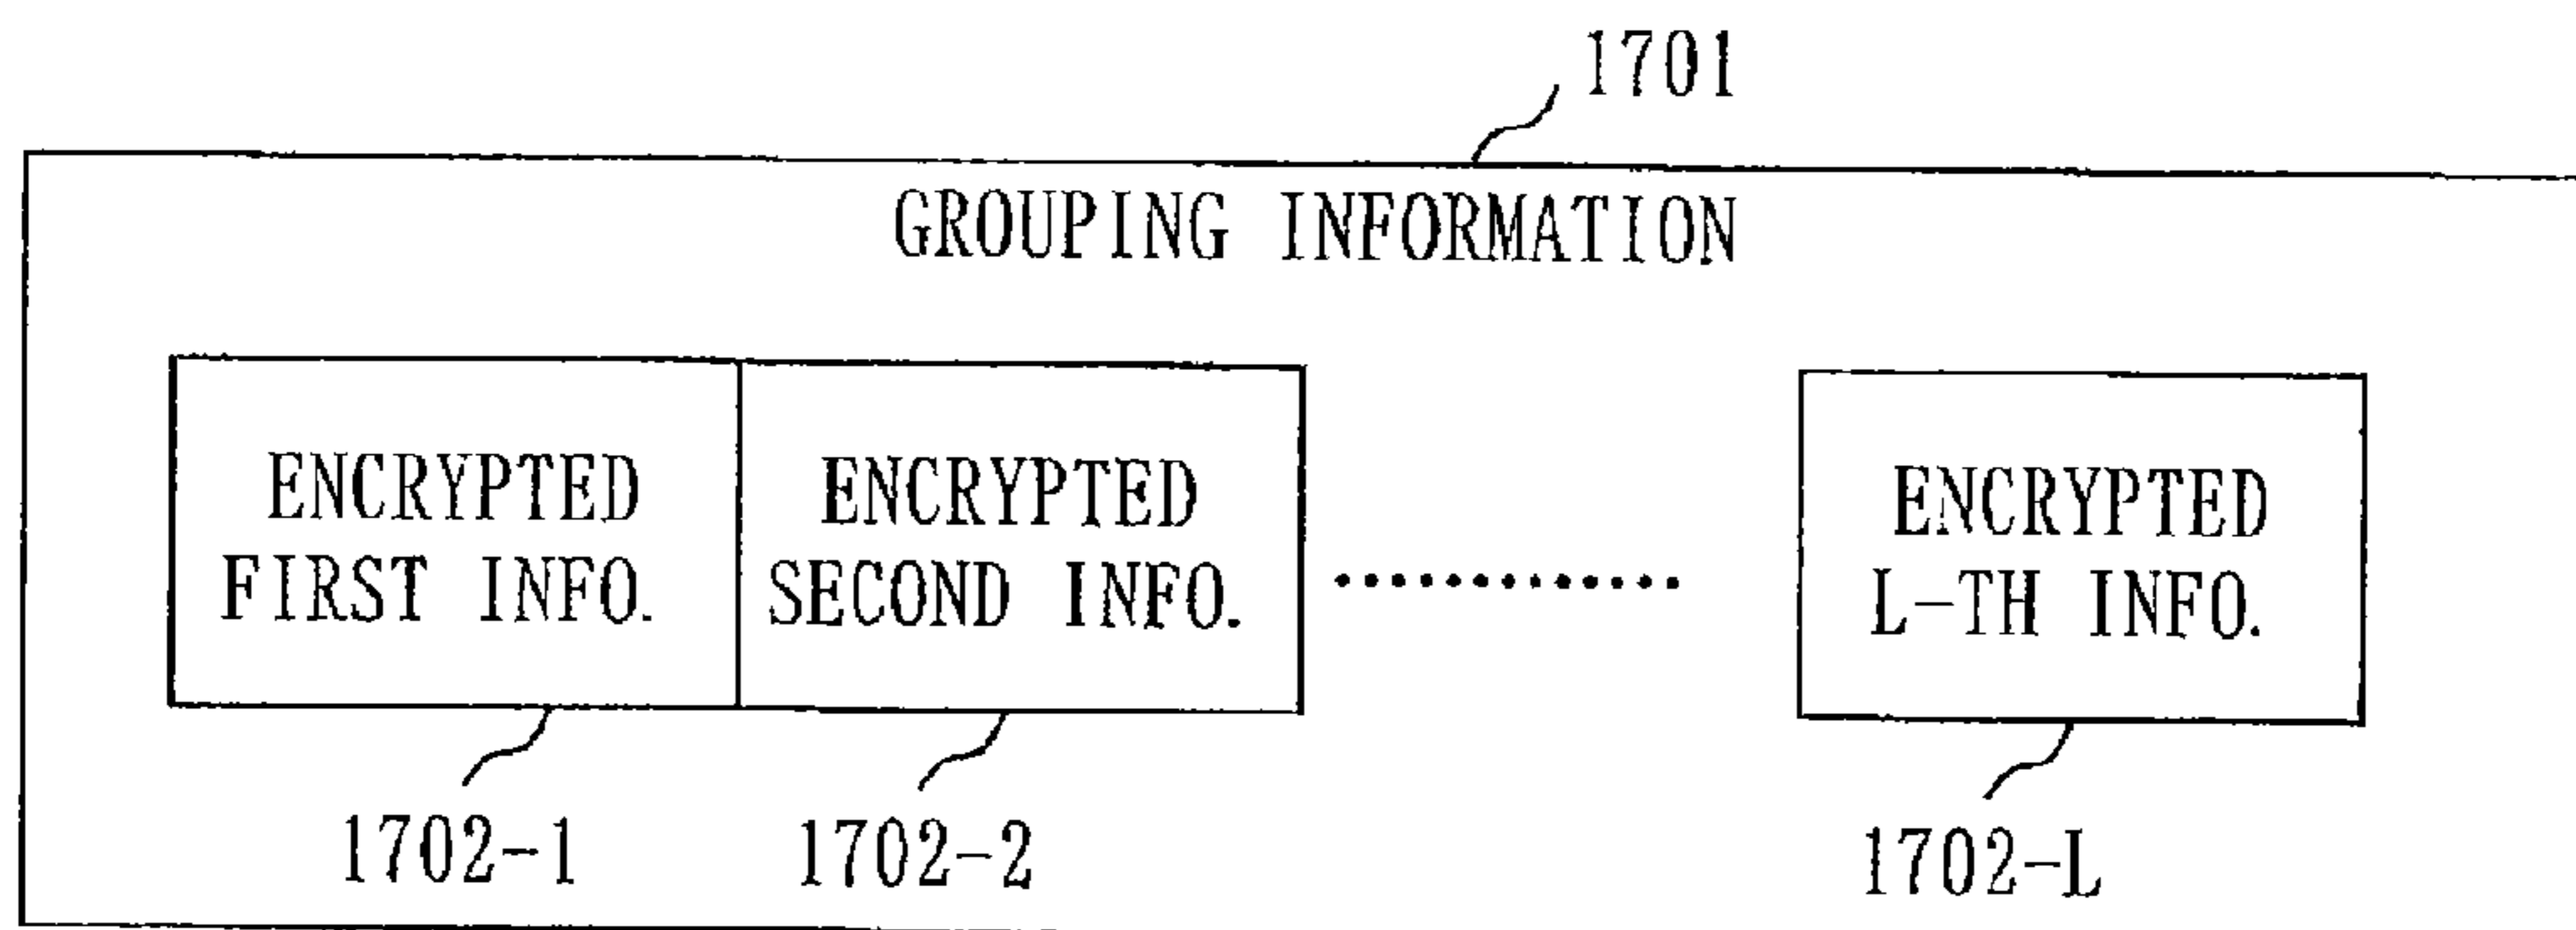 1701
GROUPING INFORMATION
ENCRYPTED
FIRST INFO.
ENCRYPTED
SECOND INFO.
............
ENCRYPTED
L-TH INFO.
1702-1
1702-2
1702-L